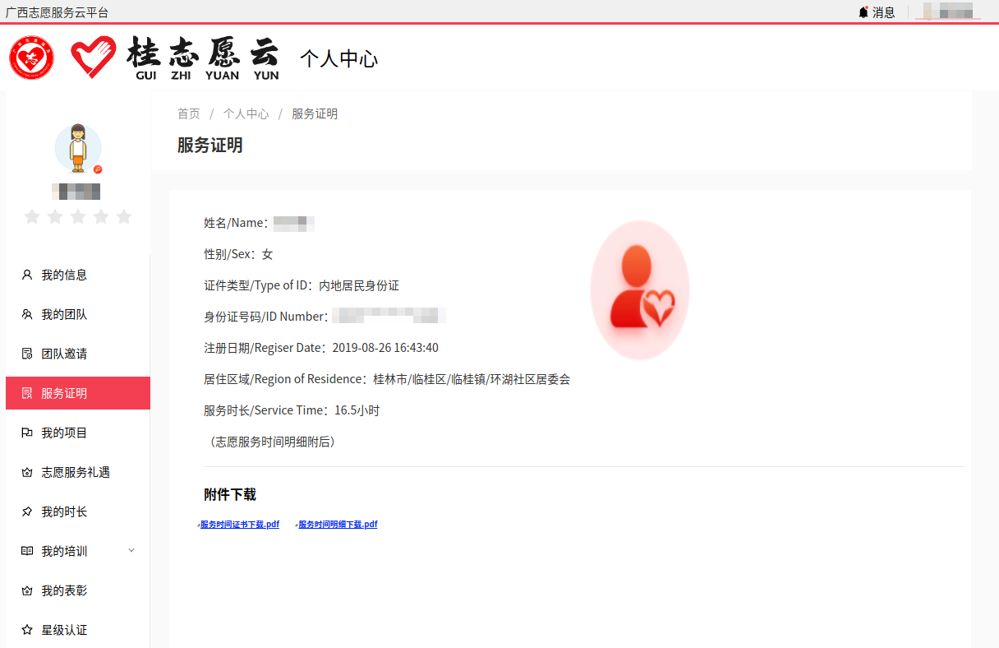 广西志愿服务云平台
消息
桂志愿云
GUI ZHI YUAN YUN
个人中心
首页 / 个人中心 / 服务证明
服务证明
我的信息
我的团队
团队邀请
服务证明
我的项目
志愿服务礼遇
我的时长
我的培训
我的表彰
星级认证
姓名/Name：
性别/Sex：女
证件类型/Type of ID：内地居民身份证
身份证号码/ID Number：
注册日期/Regiser Date：2019-08-26 16:43:40
居住区域/Region of Residence：桂林市/临桂区/临桂镇/环湖社区居委会
服务时长/Service Time：16.5小时
（志愿服务时间明细附后）
附件下载
服务时间证书下载.pdf 服务时间明细下载.pdf